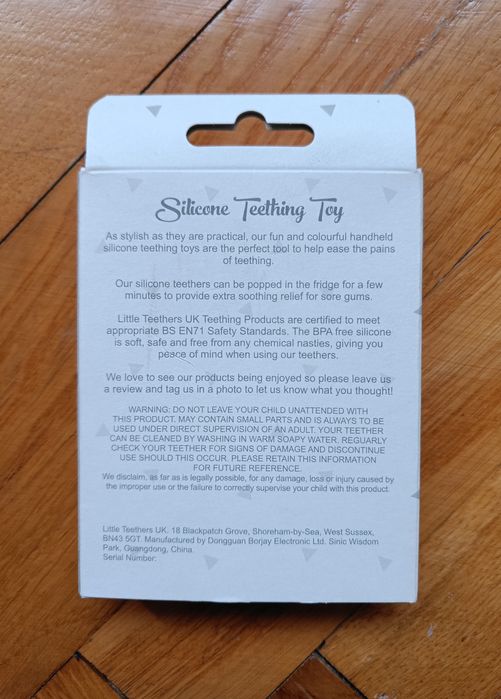 Silicone Teething Toy
As stylish as they are practical, our fun and colourful handheld
silicone teething toys are the perfect tool to help ease the pains
of teething.
Our silicone teethers can be popped in the fridge for a few
minutes to provide extra soothing relief for sore gums.
Little Teethers UK Teething Products are certified to meet
appropriate BS EN71 Safety Standards. The BPA free silicone
is soft, safe and free from any chemical nasties, giving you
peace of mind when using our teethers.
We love to see our products being enjoyed so please leave us
a review and tag us in a photo to let us know what you thought!
WARNING: DO NOT LEAVE YOUR CHILD UNATTENDED WITH
THIS PRODUCT. MAY CONTAIN SMALL PARTS AND IS ALWAYS TO BE
USED UNDER DIRECT SUPERVISION OF AN ADULT. YOUR TEETHER
CAN BE CLEANED BY WASHING IN WARM SOAPY WATER. REGUARLY
CHECK YOUR TEETHER FOR SIGNS OF DAMAGE AND DISCONTINUE
USE SHOULD THIS OCCUR. PLEASE RETAIN THIS INFORMATION
FOR FUTURE REFERENCE.
We disclaim, as far as is legally possible, for any damage, loss or injury caused by
the improper use or the failure to correctly supervise your child with this product.
Little Teethers UK. 18 Blackpatch Grove, Shoreham-by-Sea, West Sussex,
BN43 5GT. Manufactured by Dongguan Borjay Electronic Ltd. Sinic Wisdom
Park, Guangdong, China.
Serial Number: